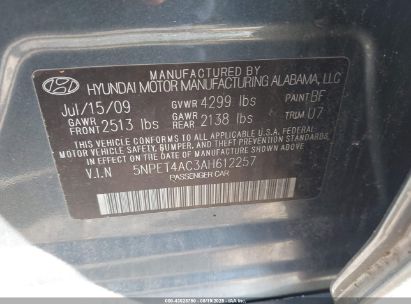 MANUFACTURED BY
HYUNDAI MOTOR MANUFACTURING ALABAMA, LLC
Jul/15/09 GVWR 4299 lbs PAINT BF
GAWR FRONT 2513 lbs GAWR REAR 2138 lbs TRIM U7
THIS VEHICLE CONFORMS TO ALL APPLICABLE FEDERAL
MOTOR VEHICLE SAFETY, BUMPER, AND THEFT PREVENTION
STANDARDS IN EFFECT ON THE DATE OF MANUFACTURE SHOWN ABOVE.
V.I.N 5NPET4AC3AH612257
PASSENGER CAR